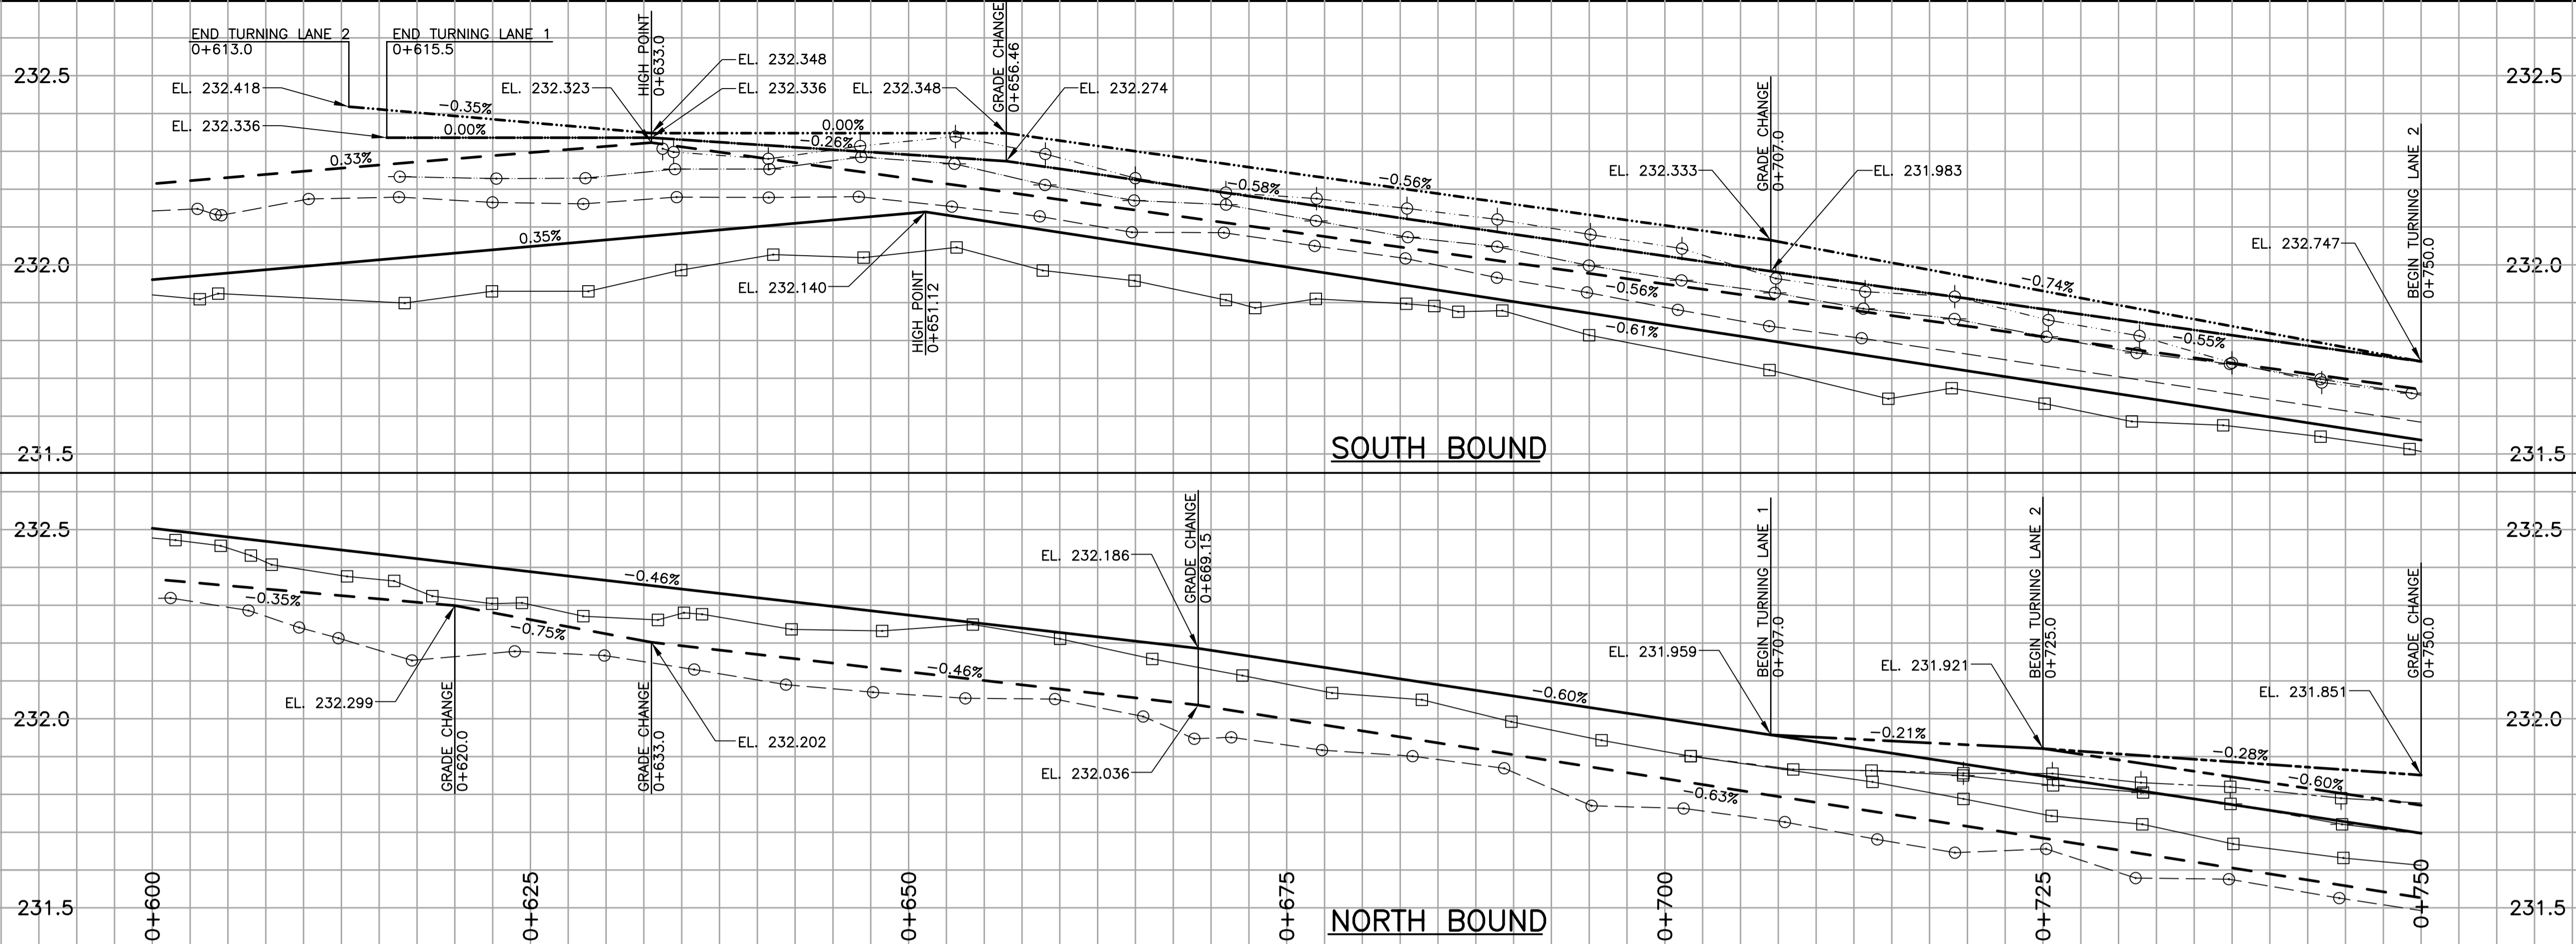 END TURNING LANE 2
0+613.0
END TURNING LANE 1
0+615.5
HIGH POINT
0+633.0
GRADE CHANGE
0+656.46
EL. 232.348
232.5
EL. 232.418
EL. 232.323
EL. 232.336
EL. 232.348
EL. 232.274
232.5
-0.35%
EL. 232.336
0.00%
0.00%
-0.26%
0.33%
GRADE CHANGE
0+707.0
EL. 232.333
EL. 231.983
BEGIN TURNING LANE 2
0+750.0
-0.58%
-0.56%
0.35%
EL. 232.747
232.0
232.0
EL. 232.140
HIGH POINT
0+651.12
-0.56%
-0.74%
-0.61%
-0.55%
231.5
SOUTH BOUND
231.5
232.5
232.5
GRADE CHANGE
0+669.15
EL. 232.186
BEGIN TURNING LANE 1
0+707.0
BEGIN TURNING LANE 2
0+725.0
GRADE CHANGE
0+750.0
-0.46%
-0.35%
-0.75%
-0.46%
EL. 231.959
EL. 231.921
EL. 231.851
EL. 232.299
GRADE CHANGE
0+620.0
GRADE CHANGE
0+633.0
-0.60%
232.0
232.0
EL. 232.202
EL. 232.036
-0.21%
-0.28%
-0.60%
-0.63%
231.5
0+600
0+625
0+650
0+675
0+700
0+725
0+750
231.5
NORTH BOUND